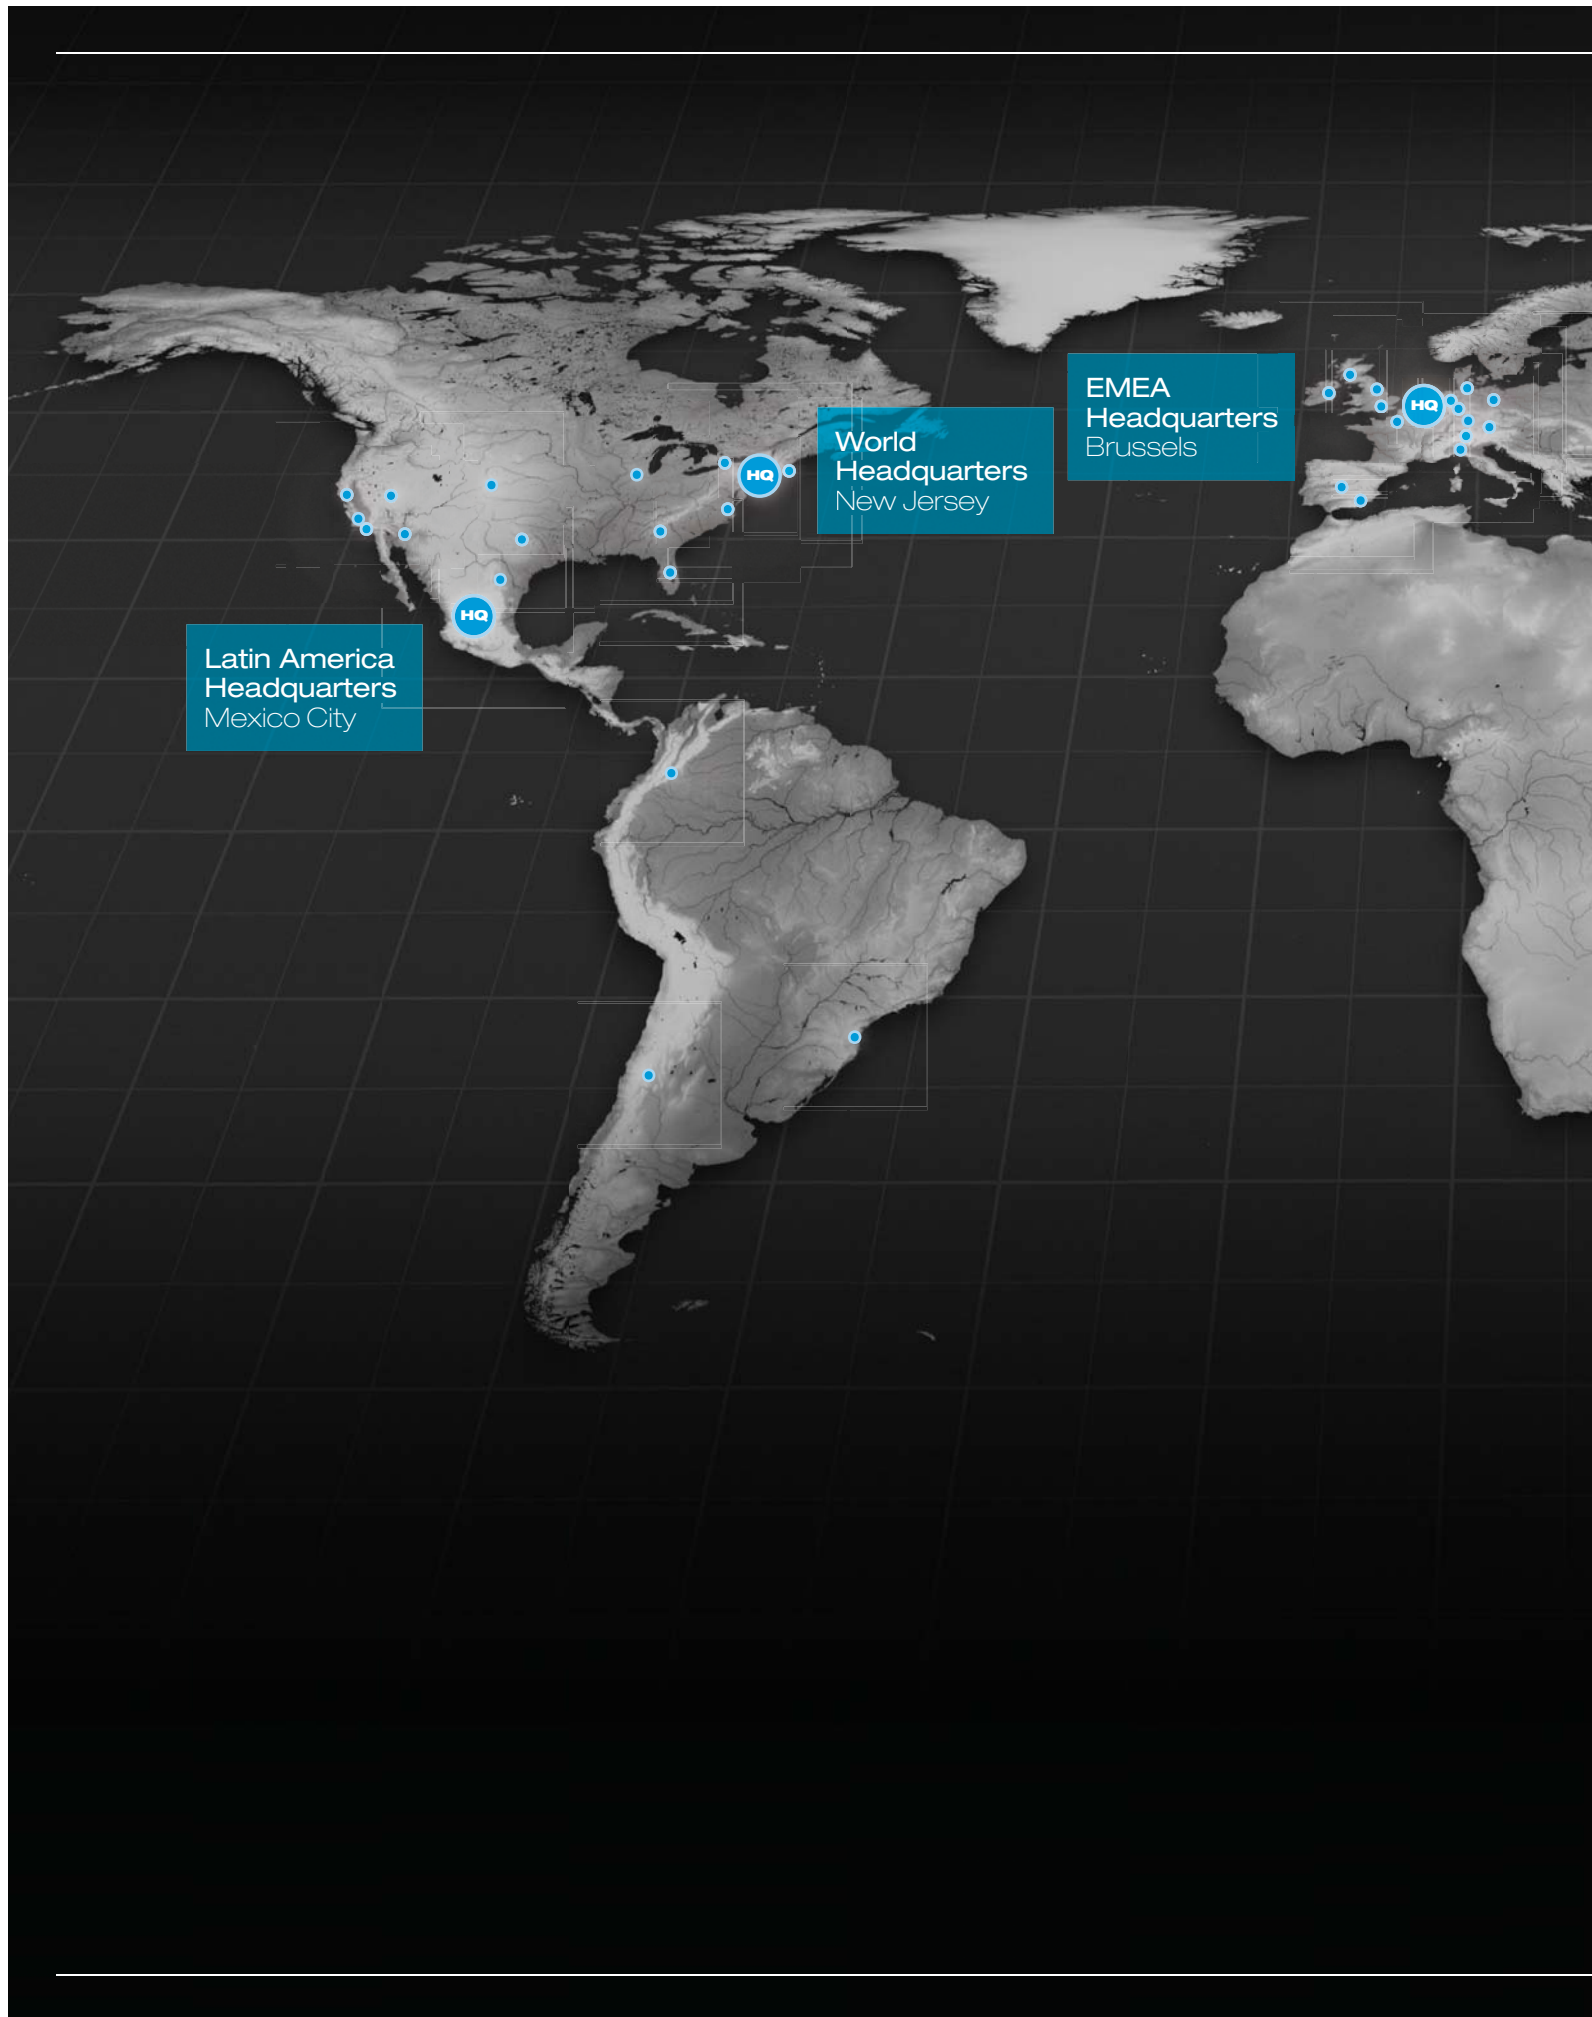 EMEA
Headquarters
Brussels
HQ
World
Headquarters
New Jersey
HQ
HQ
Latin America
Headquarters
Mexico City